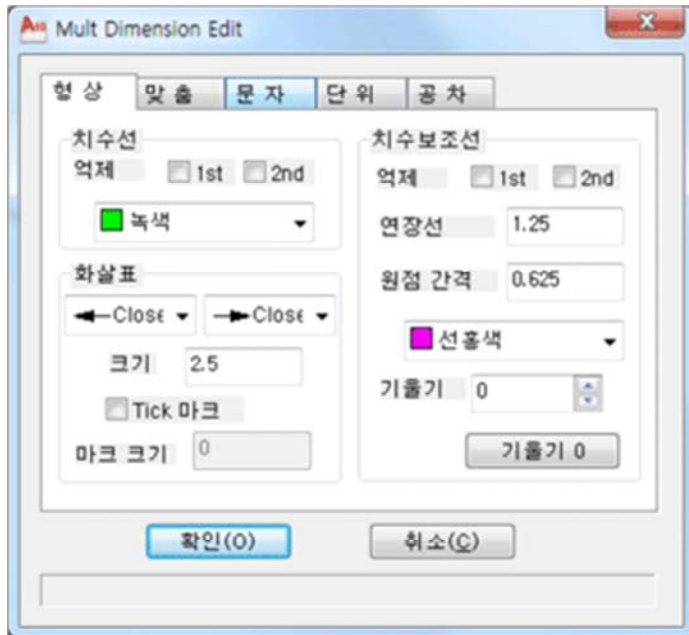 Mult Dimension Edit
형 상 맞 춤 문 자 단 위 공 차
치수선
억제 1st 2nd
녹색
화살표
Close Close
크기 2.5
Tick 마크
마크 크기 0
치수보조선
억제 1st 2nd
연장선 1.25
원점 간격 0.625
선홍색
기울기 0
기울기 0
확인(O) 취소(C)